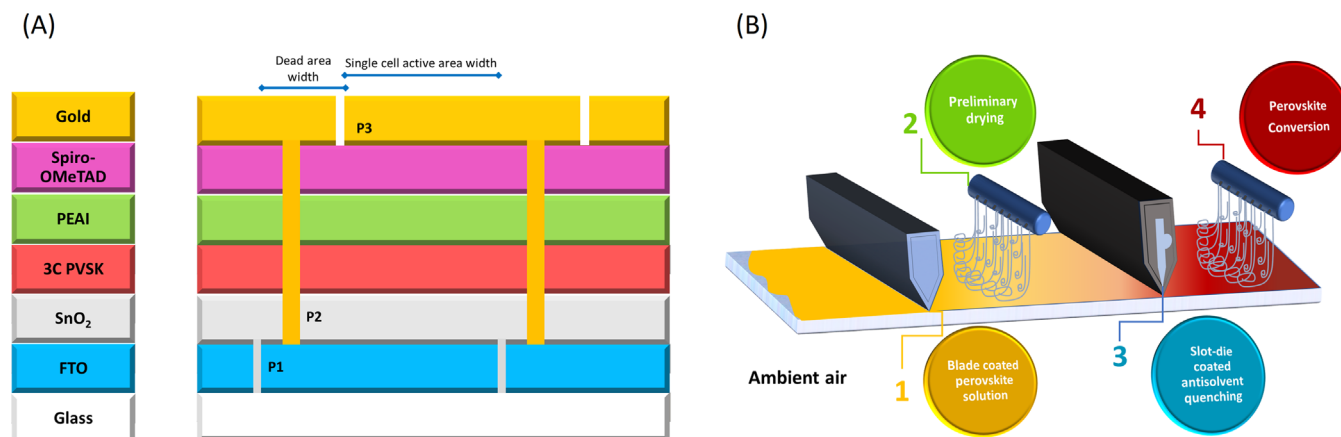 (A)
Dead area
width
Single cell active area width
Gold
P3
Spiro-
OMeTAD
PEAI
3C PVSK
SnO₂
P2
FTO
P1
Glass
(B)
2
Preliminary
drying
4
Perovskite
Conversion
Ambient air
1
Blade coated
perovskite
solution
3
Slot-die
coated
antisolvent
quenching